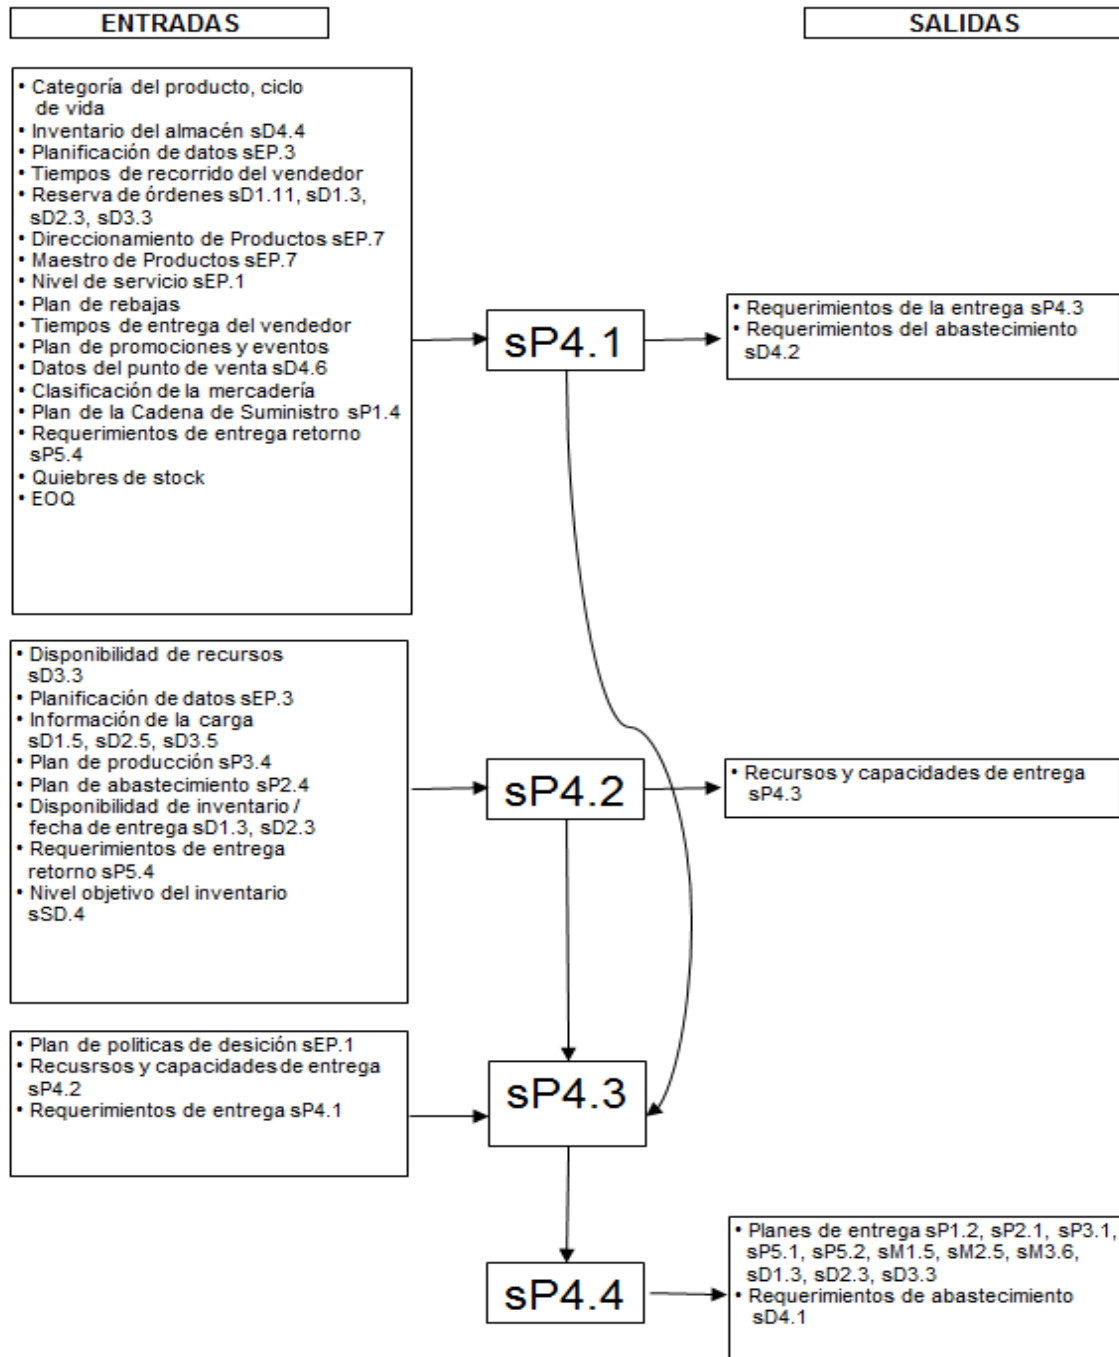 ENTRADAS
SALIDAS
• Categoría del producto, ciclo
de vida
• Inventario del almacén sD4.4
• Planificación de datos sEP.3
• Tiempos de recorrido del vendedor
• Reserva de órdenes sD1.11, sD1.3,
sD2.3, sD3.3
• Direccionamiento de Productos sEP.7
• Maestro de Productos sEP.7
• Nivel de servicio sEP.1
• Plan de rebajas
• Tiempos de entrega del vendedor
• Plan de promociones y eventos
• Datos del punto de venta sD4.6
• Clasificación de la mercadería
• Plan de la Cadena de Suministro sP1.4
• Requerimientos de entrega retorno
sP5.4
• Quiebres de stock
• EOQ
sP4.1
• Requerimientos de la entrega sP4.3
• Requerimientos del abastecimiento
sD4.2
• Disponibilidad de recursos
sD3.3
• Planificación de datos sEP.3
• Información de la carga
sD1.5, sD2.5, sD3.5
• Plan de producción sP3.4
• Plan de abastecimiento sP2.4
• Disponibilidad de inventario /
fecha de entrega sD1.3, sD2.3
• Requerimientos de entrega
retorno sP5.4
• Nivel objetivo del inventario
sSD.4
sP4.2
• Recursos y capacidades de entrega
sP4.3
• Plan de politicas de desición sEP.1
• Recusrsos y capacidades de entrega
sP4.2
• Requerimientos de entrega sP4.1
sP4.3
sP4.4
• Planes de entrega sP1.2, sP2.1, sP3.1,
sP5.1, sP5.2, sM1.5, sM2.5, sM3.6,
sD1.3, sD2.3, sD3.3
• Requerimientos de abastecimiento
sD4.1